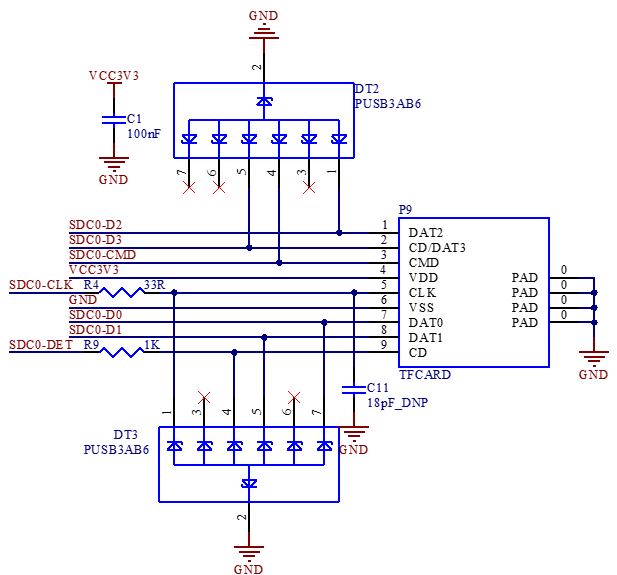 GND
2
VCC3V3
C1
100nF
GND
DT2
PUSB3AB6
7
6
5
4
3
1
P9
SDC0-D2
1
DAT2
SDC0-D3
2
CD/DAT3
SDC0-CMD
3
CMD
VCC3V3
4
VDD
PAD
0
SDC0-CLK
R4
33R
5
CLK
PAD
0
GND
6
VSS
PAD
0
SDC0-D0
7
DAT0
PAD
0
SDC0-D1
8
DAT1
SDC0-DET
R9
1K
9
CD
TFCARD
GND
C11
18pF_DNP
GND
1
3
4
5
6
7
DT3
PUSB3AB6
2
GND